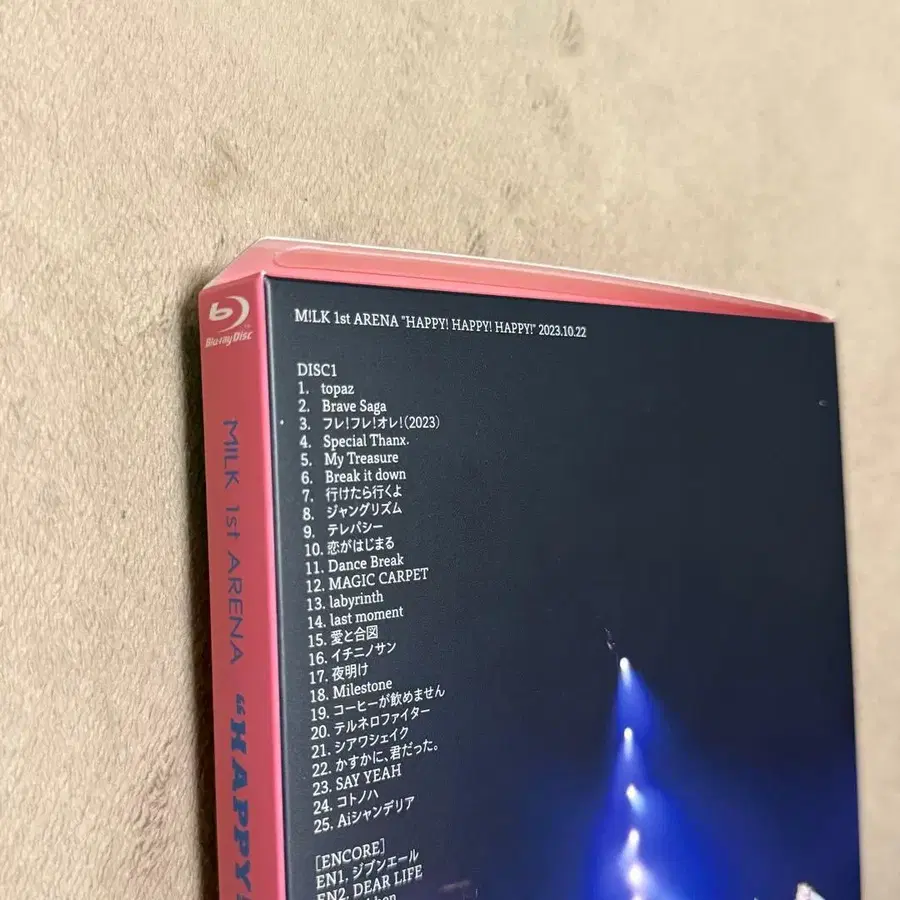 Blu-ray Disc
M!LK 1st ARENA "HAPPY!
M!LK 1st ARENA "HAPPY! HAPPY! HAPPY!" 2023.10.22
DISC1
1. topaz
2. Brave Saga
3. フレ!フレ!オレ!(2023)
4. Special Thanx.
5. My Treasure
6. Break it down
7. 行けたら行くよ
8. ジャングリズム
9. テレパシー
10. 恋がはじまる
11. Dance Break
12. MAGIC CARPET
13. labyrinth
14. last moment
15. 愛と合図
16. イチニノサン
17. 夜明け
18. Milestone
19. コーヒーが飲めません
20. テルネロファイター
21. シアワシェイク
22. かすかに、君だった。
23. SAY YEAH
24. コトノハ
25. Aiシャンデリア
[ENCORE]
EN1. ジブンエール
EN2. DEAR LIFE